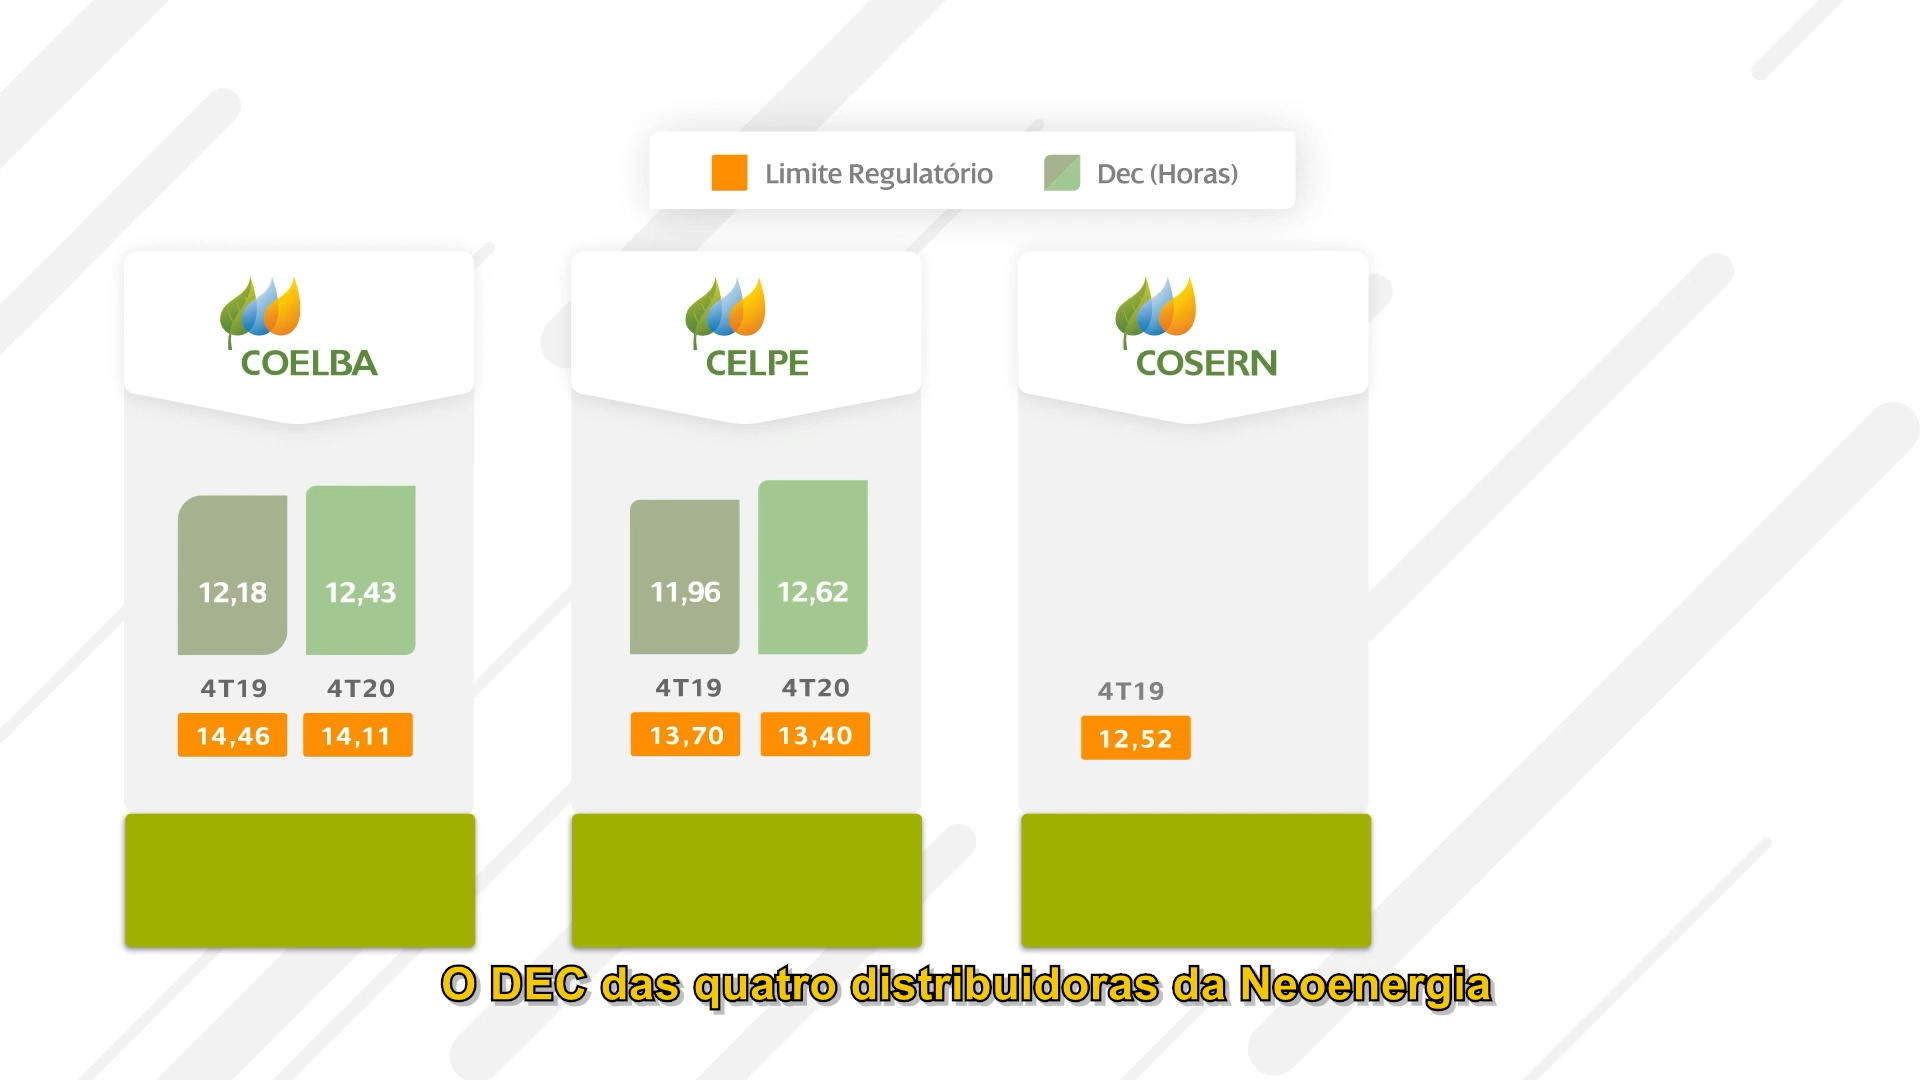 Limite Regulatório
Dec (Horas)
COELBA
12,18
12,43
4T19
4T20
14,46
14,11
CELPE
11,96
12,62
4T19
4T20
13,70
13,40
COSERN
4T19
12,52
O DEC das quatro distribuidoras da Neoenergia